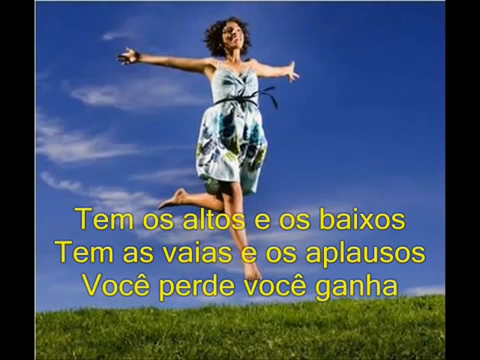 Tem os altos e os baixos
Tem as vaias e os aplausos
Você perde você ganha